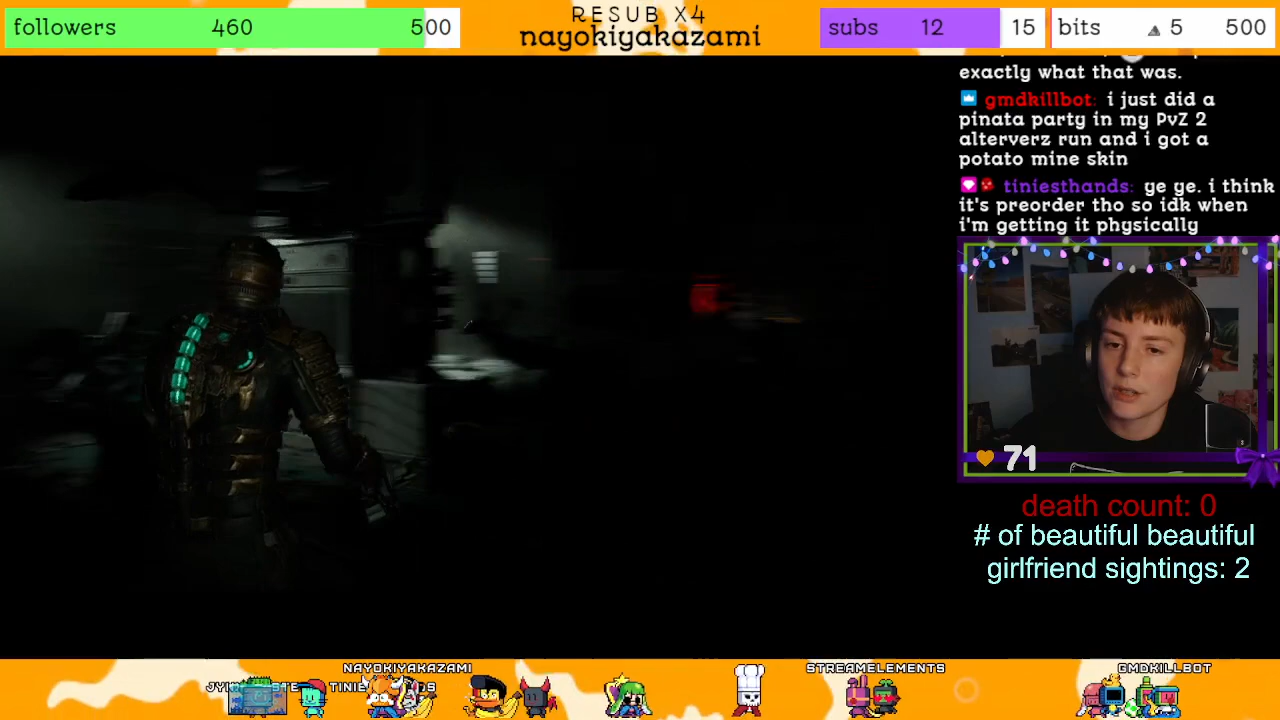 followers 460 500
RESUB X4
nayokiyakazami
subs 12 15
bits 5 500
exactly what that was.
gmdkillbot: i just did a
pinata party in my PvZ 2
alterverz run and i got a
potato mine skin
tiniesthands: ye ye. i think
it's preorder tho so idk when
i'm getting it physically
71
death count: 0
# of beautiful beautiful
girlfriend sightings: 2
NAYOKIYAKAZAMI
STREAMELEMENTS
GMDKILLBOT